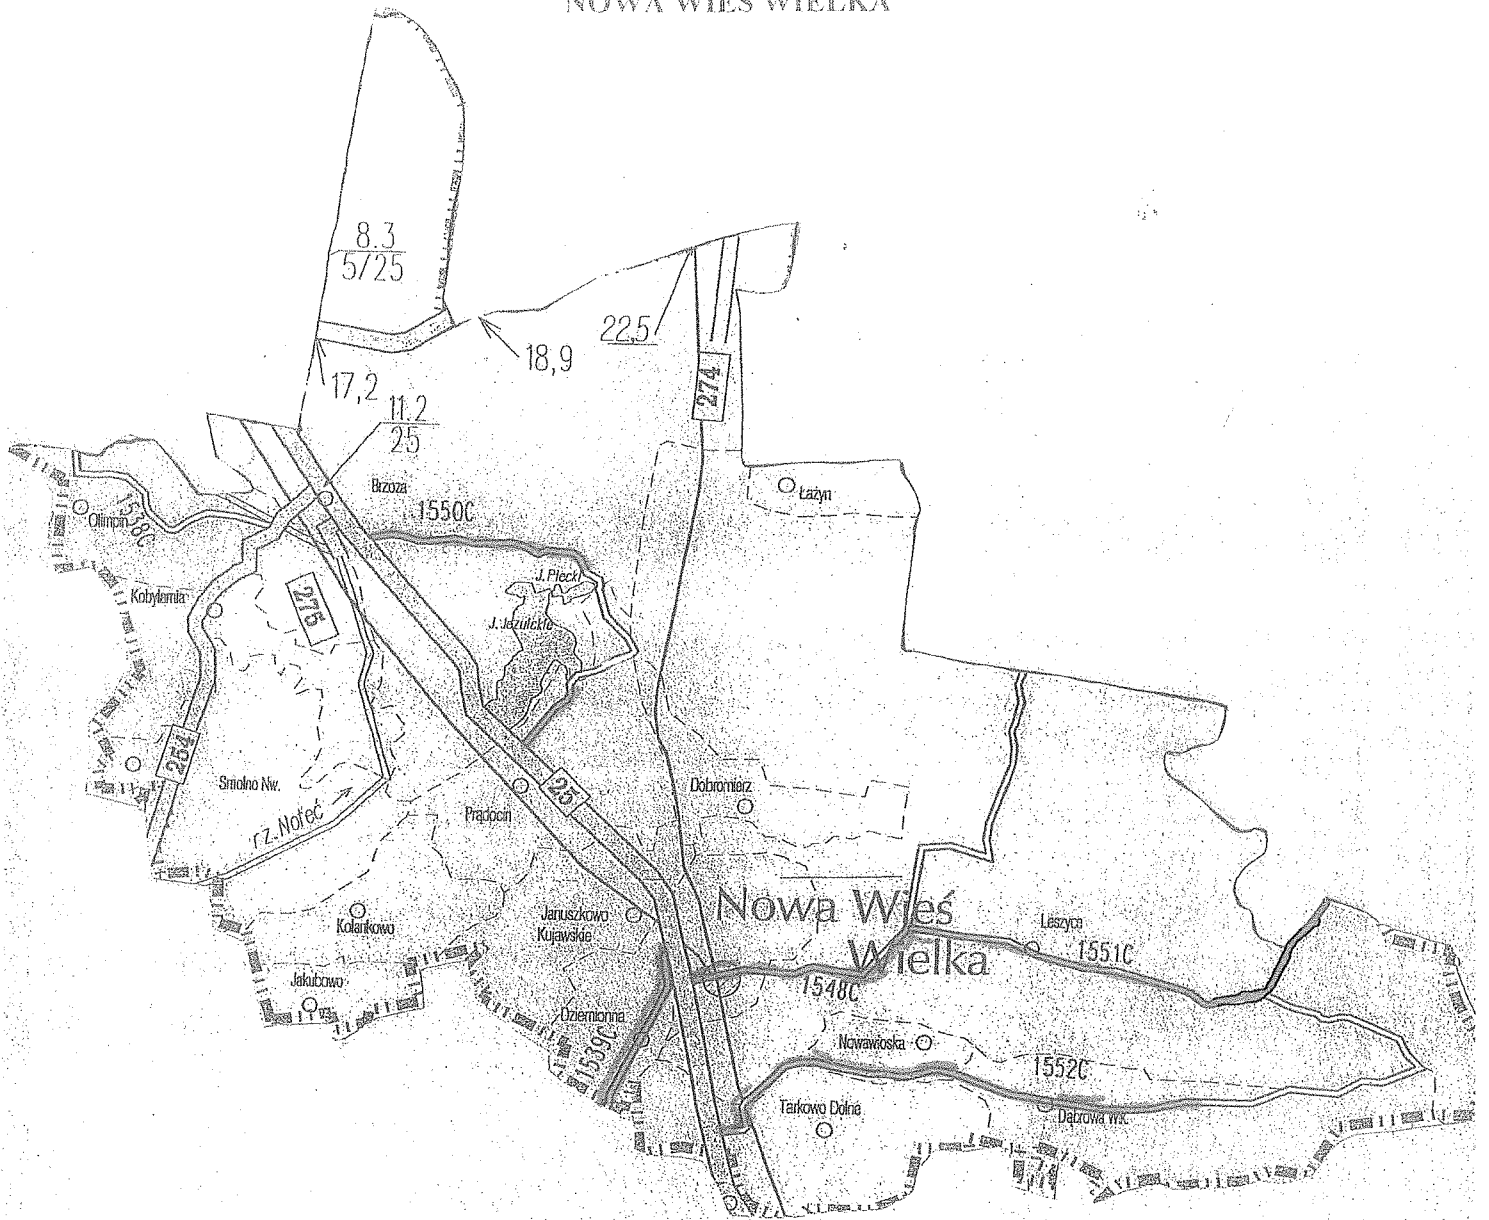 NOWA WIEŚ WIELKA
8.3
5/25
22,5
18,9
274
17,2
11.2
25
Brzoza
1550C
Łażyn
Olimpin
1538C
J. Piecki
Kobylarnia
275
J. Jezuickie
254
Smolno Nw.
25
Dobromierz
rz. Noteć
Prądocin
Nowa Wieś
Wielka
Kolankowo
Januszkowo
Kujawskie
Leszyce
1551C
Jakubowo
1548C
Dziemionna
1539C
Nowawioska
1552C
Tarkowo Dolne
Dąbrowa W.K.